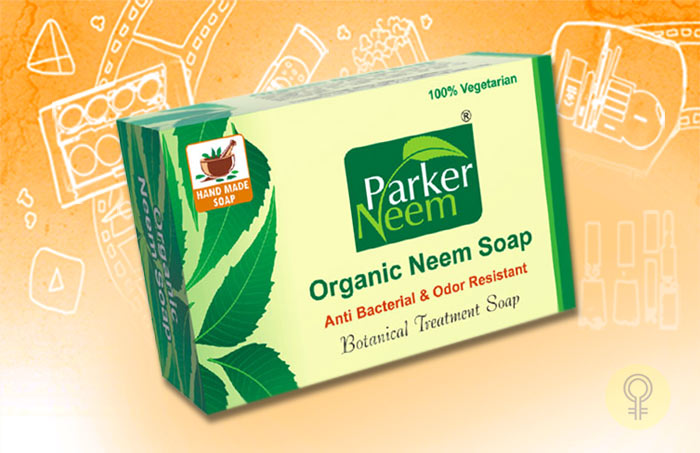 100% Vegetarian
HAND MADE
SOAP
®
Parker
Neem
Organic Neem Soap
Anti Bacterial & Odor Resistant
Botanical Treatment Soap
Organic
Neem Soap